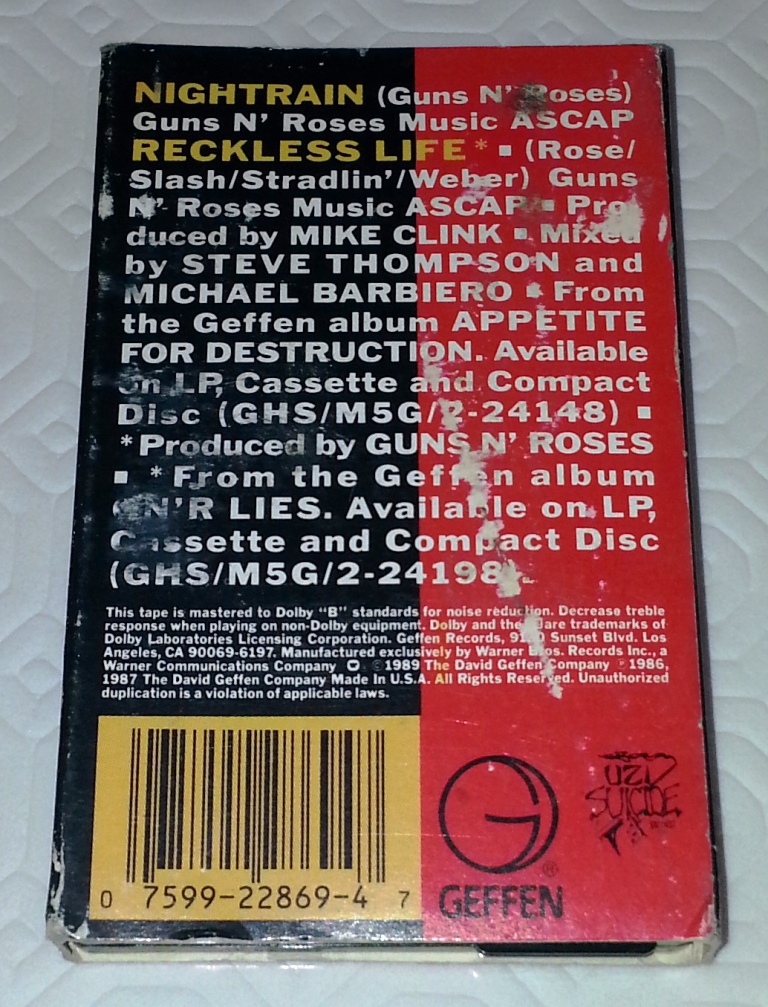 NIGHTRAIN (Guns N' Roses)
Guns N' Roses Music ASCAP
RECKLESS LIFE* ▪ (Rose/
Slash/Stradlin'/Weber) Guns
N' Roses Music ASCAP ▪ Pro-
duced by MIKE CLINK ▪ Mixed
by STEVE THOMPSON and
MICHAEL BARBIERO ▪ From
the Geffen album APPETITE
FOR DESTRUCTION. Available
on LP, Cassette and Compact
Disc (GHS/M5G/2-24148) ▪
*Produced by GUNS N' ROSES
▪ *From the Geffen album
GN'R LIES. Available on LP,
Cassette and Compact Disc
(GHS/M5G/2-24198).
This tape is mastered to Dolby "B" standards for noise reduction. Decrease treble
response when playing on non-Dolby equipment. Dolby and the are trademarks of
Dolby Laboratories Licensing Corporation. Geffen Records, 9130 Sunset Blvd. Los
Angeles, CA 90069-6197. Manufactured exclusively by Warner Bros. Records Inc., a
Warner Communications Company ©1989 The David Geffen Company ℗1986,
1987 The David Geffen Company Made In U.S.A. All Rights Reserved. Unauthorized
duplication is a violation of applicable laws.
0 7599-22869-4 7
GEFFEN
®
UZI
SUICIDE